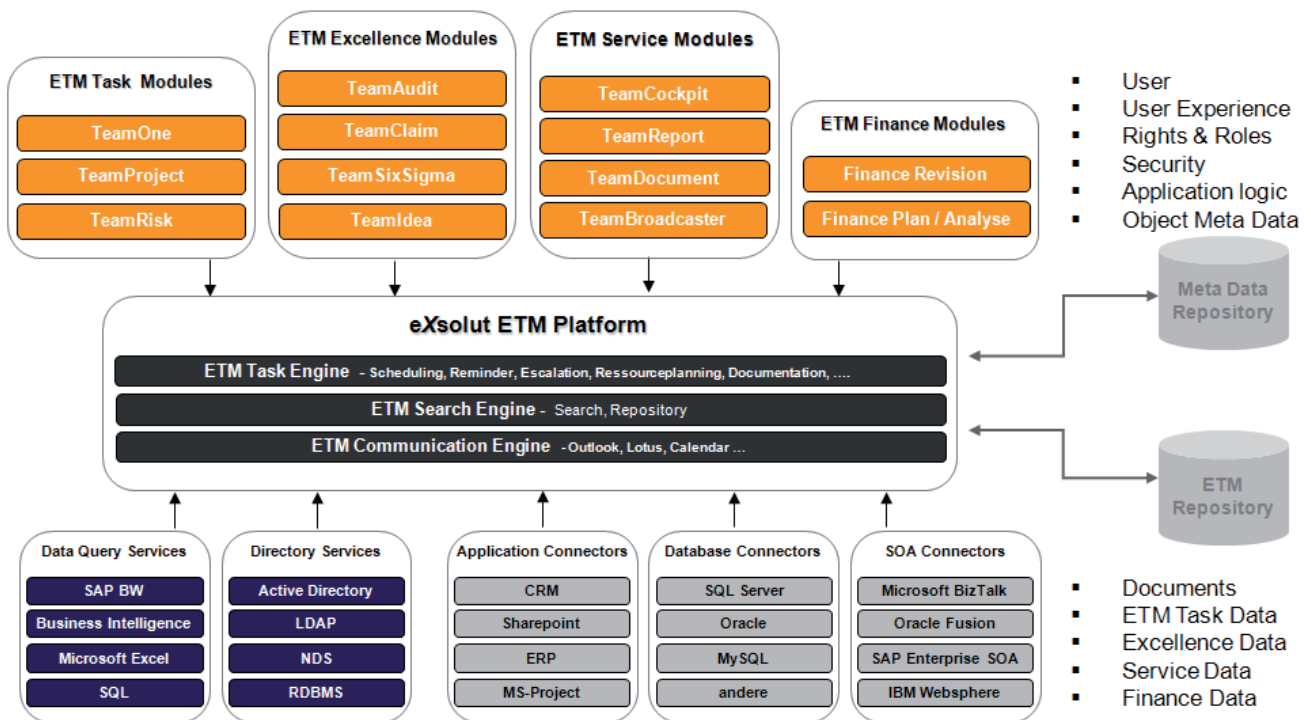 ETM Task Modules
TeamOne
TeamProject
TeamRisk
ETM Excellence Modules
TeamAudit
TeamClaim
TeamSixSigma
TeamIdea
ETM Service Modules
TeamCockpit
TeamReport
TeamDocument
TeamBroadcaster
ETM Finance Modules
Finance Revision
Finance Plan / Analyse
▪ User
▪ User Experience
▪ Rights & Roles
▪ Security
▪ Application logic
▪ Object Meta Data
Meta Data
Repository
eXsolut ETM Platform
ETM Task Engine - Scheduling, Reminder, Escalation, Ressourceplanning, Documentation, ....
ETM Search Engine - Search, Repository
ETM Communication Engine -Outlook, Lotus, Calendar ...
ETM
Repository
Data Query Services
SAP BW
Business Intelligence
Microsoft Excel
SQL
Directory Services
Active Directory
LDAP
NDS
RDBMS
Application Connectors
CRM
Sharepoint
ERP
MS-Project
Database Connectors
SQL Server
Oracle
MySQL
andere
SOA Connectors
Microsoft BizTalk
Oracle Fusion
SAP Enterprise SOA
IBM Websphere
▪ Documents
▪ ETM Task Data
▪ Excellence Data
▪ Service Data
▪ Finance Data